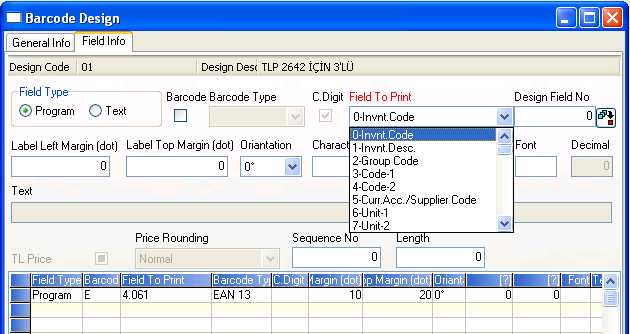 Barcode Design
General Info Field Info
Design Code 01 Design Desc TLP 2642 İÇİN 3'LÜ
Field Type Barcode Barcode Type C.Digit Field To Print Design Field No
Program Text 0-Invnt.Code 0
0-Invnt.Code
1-Invnt.Desc.
2-Group Code
3-Code-1
4-Code-2
5-Curr.Acc./Supplier Code
6-Unit-1
7-Unit-2
Label Left Margin (dot) Label Top Margin (dot) Oriantation Charact Font Decimal
0 0 0° 0
Text
Price Rounding Sequence No Length
TL Price Normal 0 0
Field Type Barcod Field To Print Barcode Ty C.Digit Margin (dot) op Margin (dot) Oriant [?] [?] Font Te
Program E 4.061 EAN 13 10 20 0° 0 0